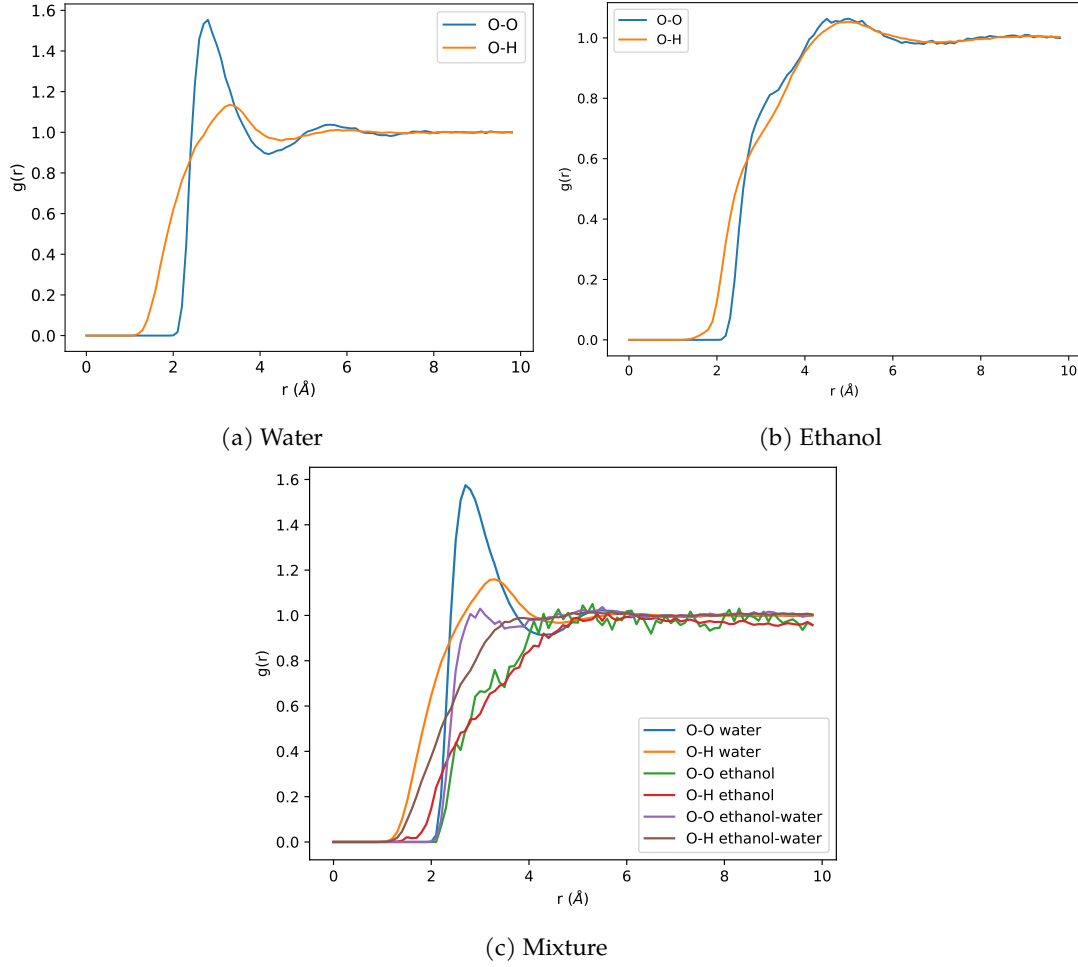 1.6
1.4
1.2
1.0
0.8
0.6
0.4
0.2
0.0
g(r)
0 2 4 6 8 10
r (Å)
O-O
O-H
(a) Water
1.0
0.8
0.6
0.4
0.2
0.0
g(r)
0 2 4 6 8 10
r (Å)
O-O
O-H
(b) Ethanol
1.6
1.4
1.2
1.0
0.8
0.6
0.4
0.2
0.0
g(r)
0 2 4 6 8 10
r (Å)
O-O water
O-H water
O-O ethanol
O-H ethanol
O-O ethanol-water
O-H ethanol-water
(c) Mixture